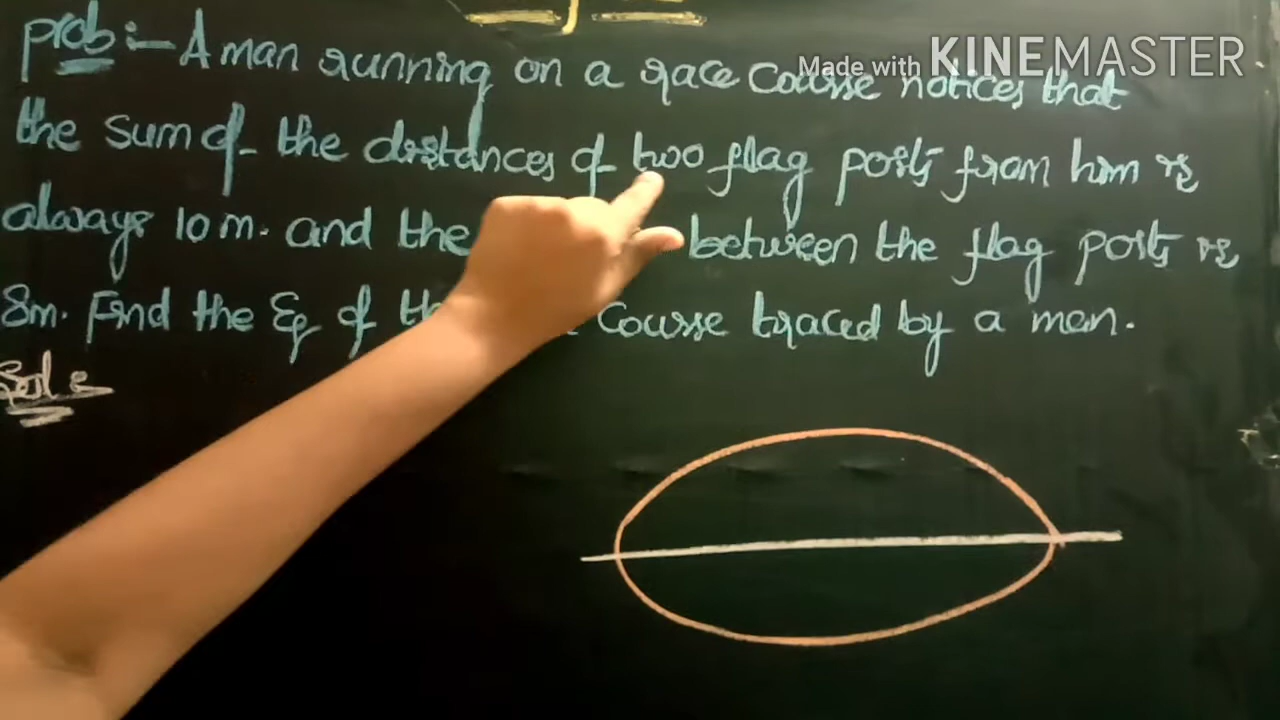 prob :- A man running on a race Course notices that
the sum of the distances of two flag posts from him is
always 10m. and the between the flag posts is
8m. Find the Eq of Course traced by a man.
Sol :
Made with KINEMASTER